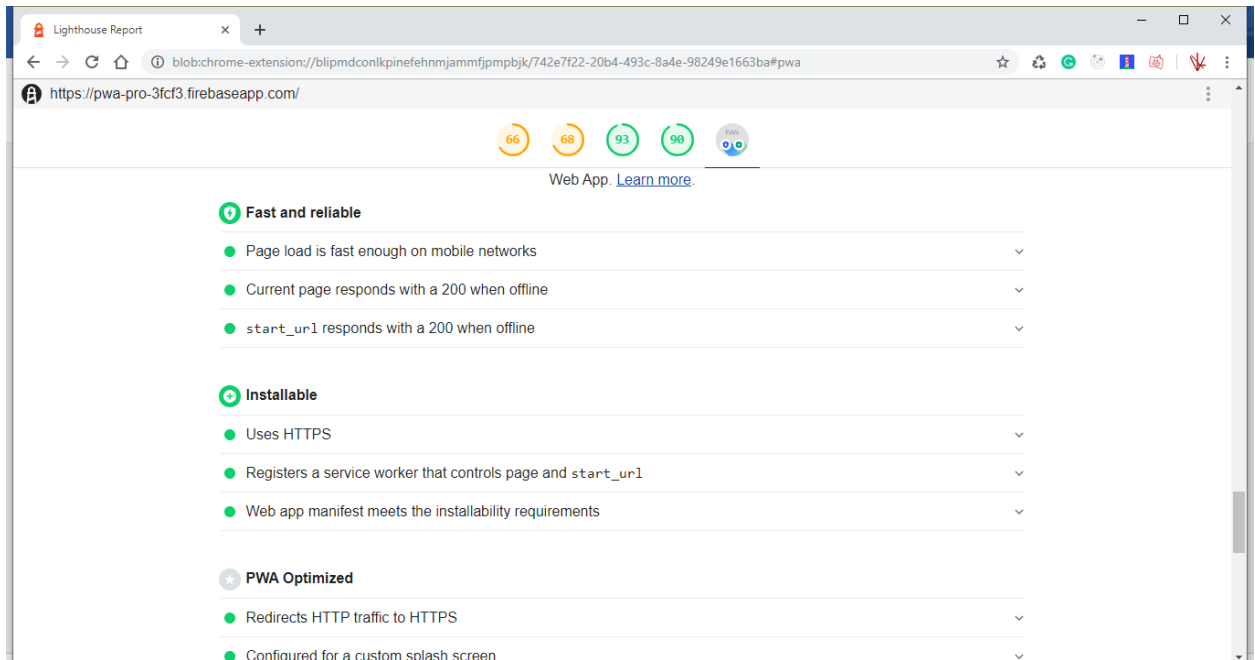 Lighthouse Report
blob:chrome-extension://blipmdconlkpinefehnmjammfjpmpbjk/742e7f22-20b4-493c-8a4e-98249e1663ba#pwa
https://pwa-pro-3fcf3.firebaseapp.com/
66 68 93 90 PWA
Web App. Learn more.
Fast and reliable
Page load is fast enough on mobile networks
Current page responds with a 200 when offline
start_url responds with a 200 when offline
Installable
Uses HTTPS
Registers a service worker that controls page and start_url
Web app manifest meets the installability requirements
PWA Optimized
Redirects HTTP traffic to HTTPS
Configured for a custom splash screen